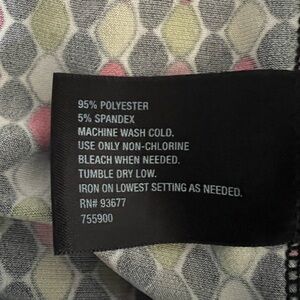 95% POLYESTER
5% SPANDEX
MACHINE WASH COLD.
USE ONLY NON-CHLORINE
BLEACH WHEN NEEDED.
TUMBLE DRY LOW.
IRON ON LOWEST SETTING AS NEEDED.
RN# 93677
755900